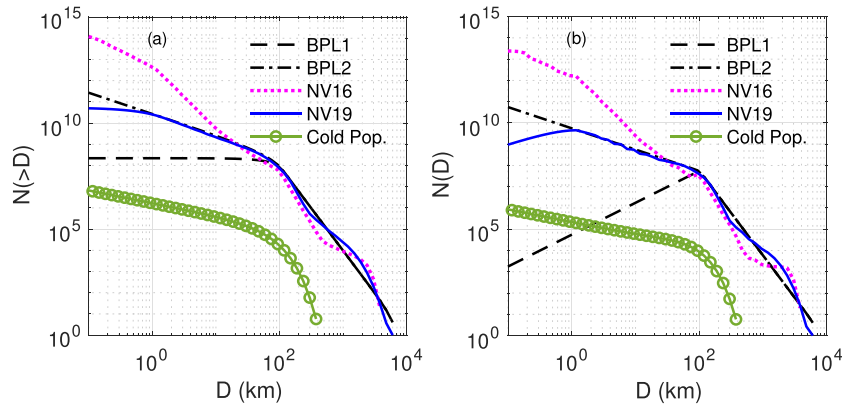 (a)
N(>D)
10^15
10^10
10^5
10^0
BPL1
BPL2
NV16
NV19
Cold Pop.
10^0
10^2
10^4
D (km)
(b)
N(D)
10^15
10^10
10^5
10^0
BPL1
BPL2
NV16
NV19
Cold Pop.
10^0
10^2
10^4
D (km)